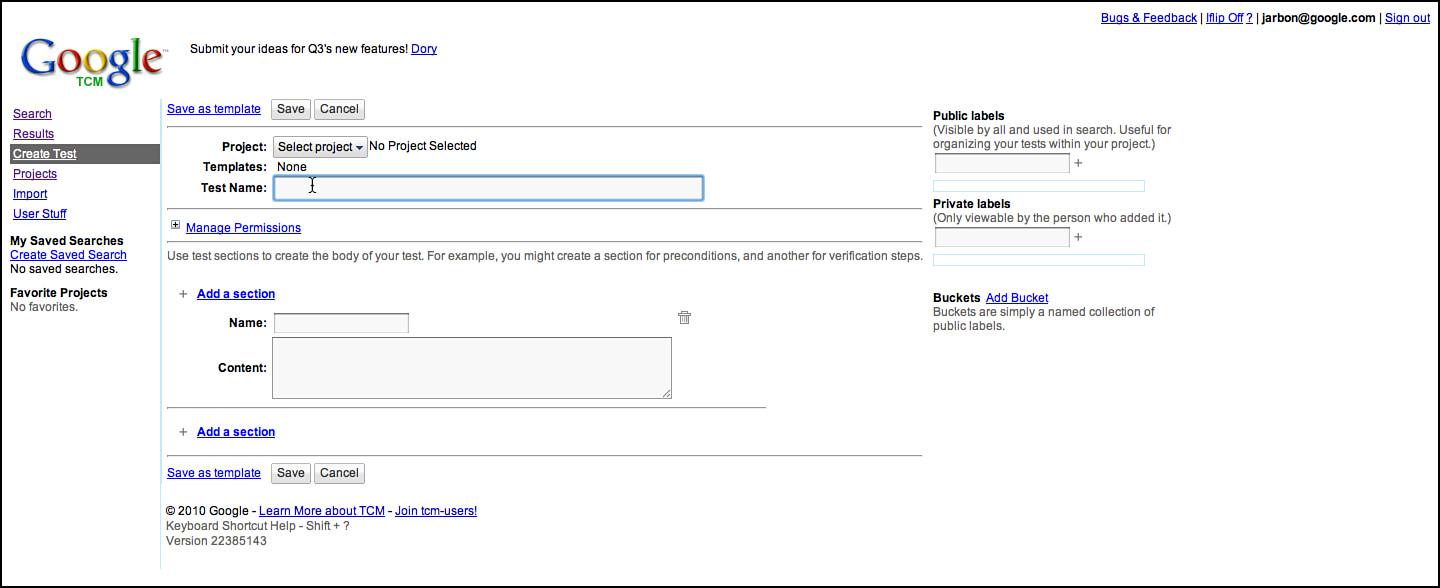 Bugs & Feedback | Iflip Off ? | jarbon@google.com | Sign out
Google™
TCM
Submit your ideas for Q3's new features! Dory
Search
Results
Create Test
Projects
Import
User Stuff
My Saved Searches
Create Saved Search
No saved searches.
Favorite Projects
No favorites.
Save as template Save Cancel
Project: Select project No Project Selected
Templates: None
Test Name:
+ Manage Permissions
Use test sections to create the body of your test. For example, you might create a section for preconditions, and another for verification steps.
+ Add a section
Name:
Content:
+ Add a section
Save as template Save Cancel
© 2010 Google - Learn More about TCM - Join tcm-users!
Keyboard Shortcut Help - Shift + ?
Version 22385143
Public labels
(Visible by all and used in search. Useful for
organizing your tests within your project.)
+
Private labels
(Only viewable by the person who added it.)
+
Buckets Add Bucket
Buckets are simply a named collection of
public labels.